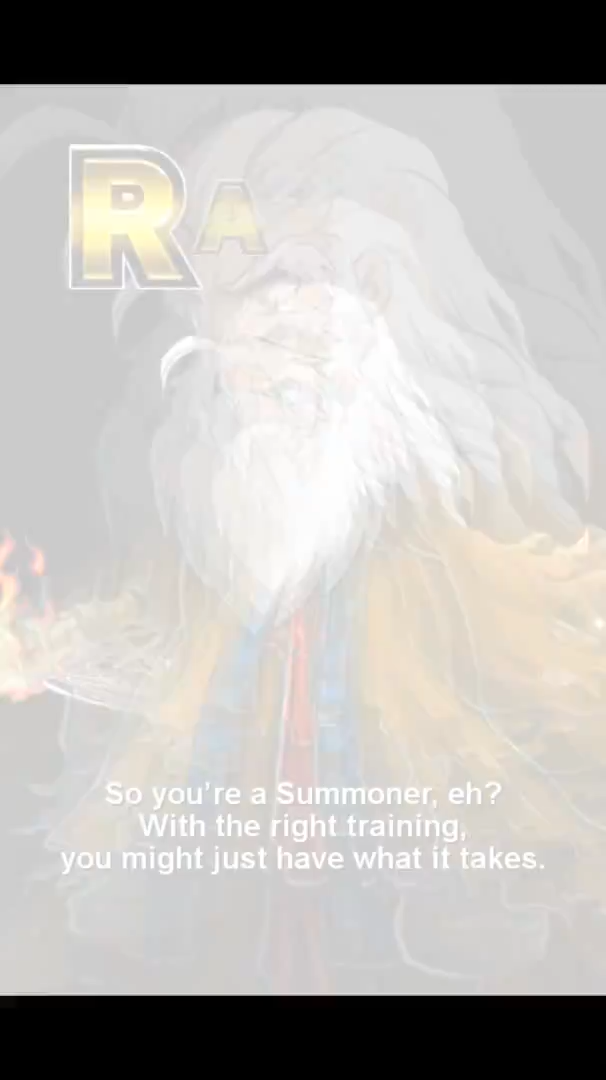 RA
So you're a Summoner, eh?
With the right training,
you might just have what it takes.